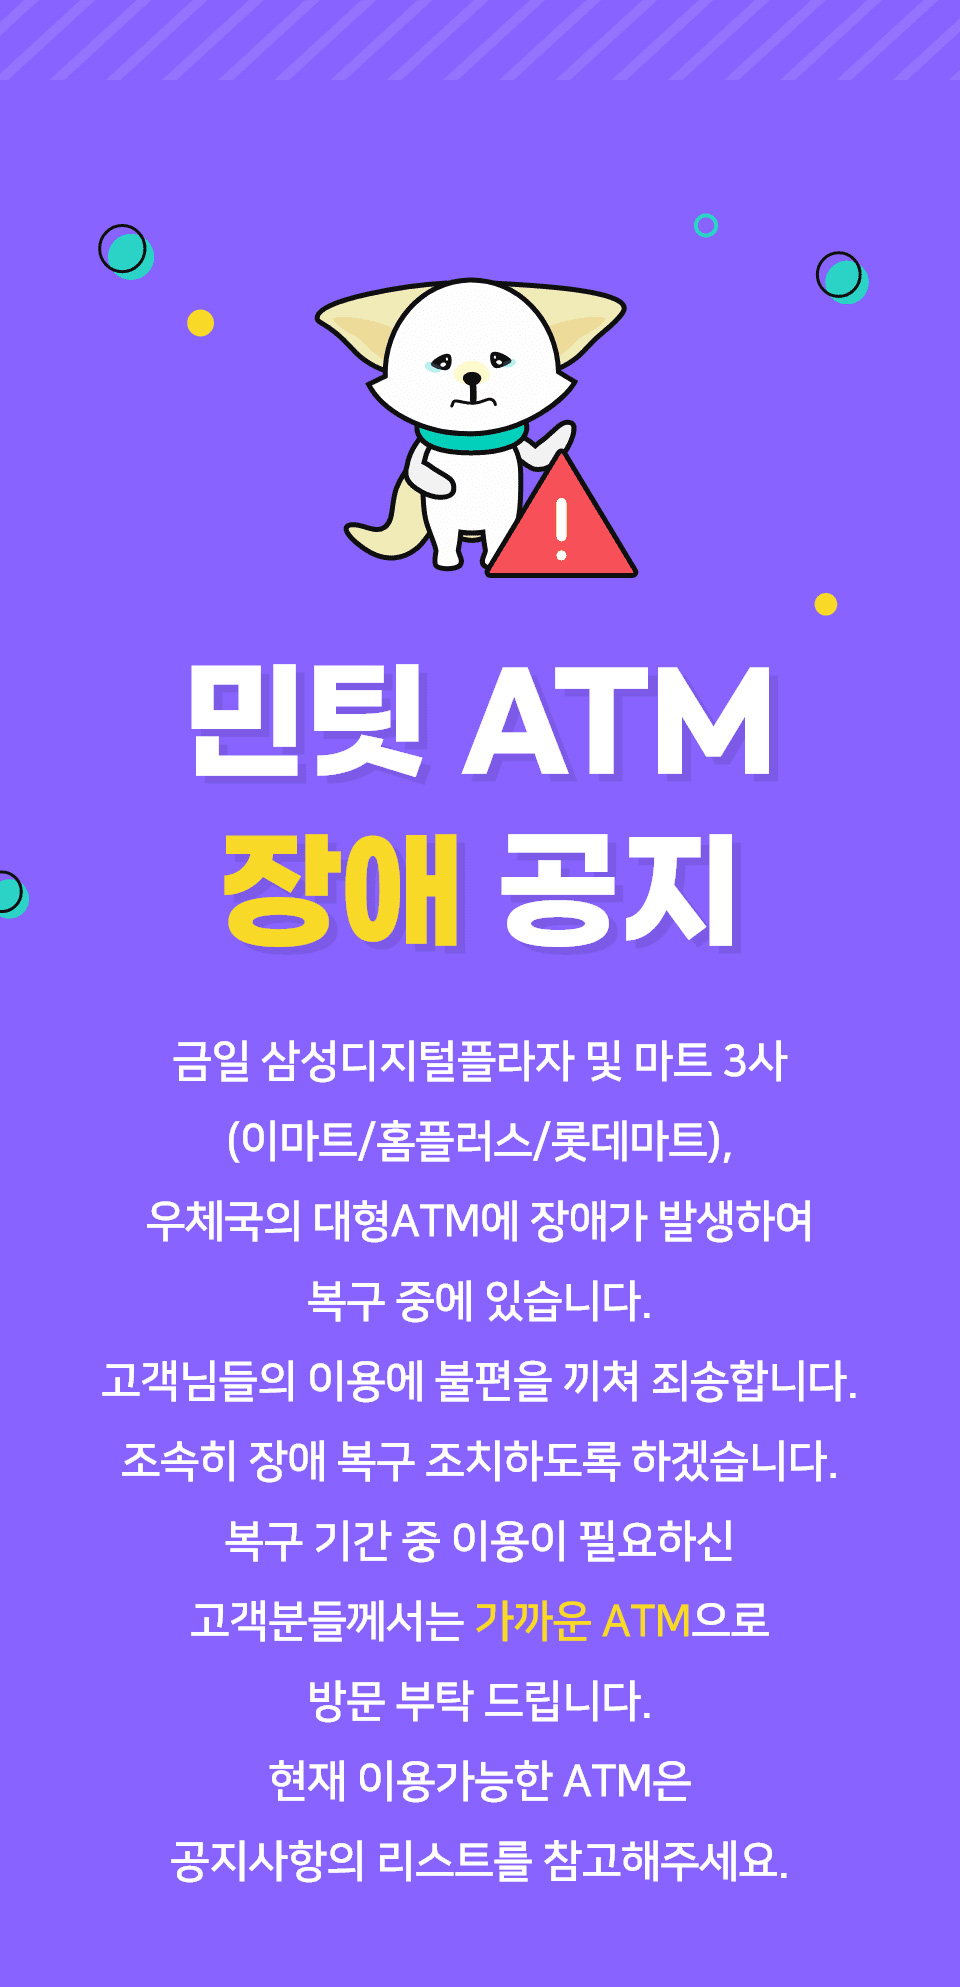 민팃 ATM
장애 공지
금일 삼성디지털플라자 및 마트 3사
(이마트/홈플러스/롯데마트),
우체국의 대형ATM에 장애가 발생하여
복구 중에 있습니다.
고객님들의 이용에 불편을 끼쳐 죄송합니다.
조속히 장애 복구 조치하도록 하겠습니다.
복구 기간 중 이용이 필요하신
고객분들께서는 가까운 ATM으로
방문 부탁 드립니다.
현재 이용가능한 ATM은
공지사항의 리스트를 참고해주세요.